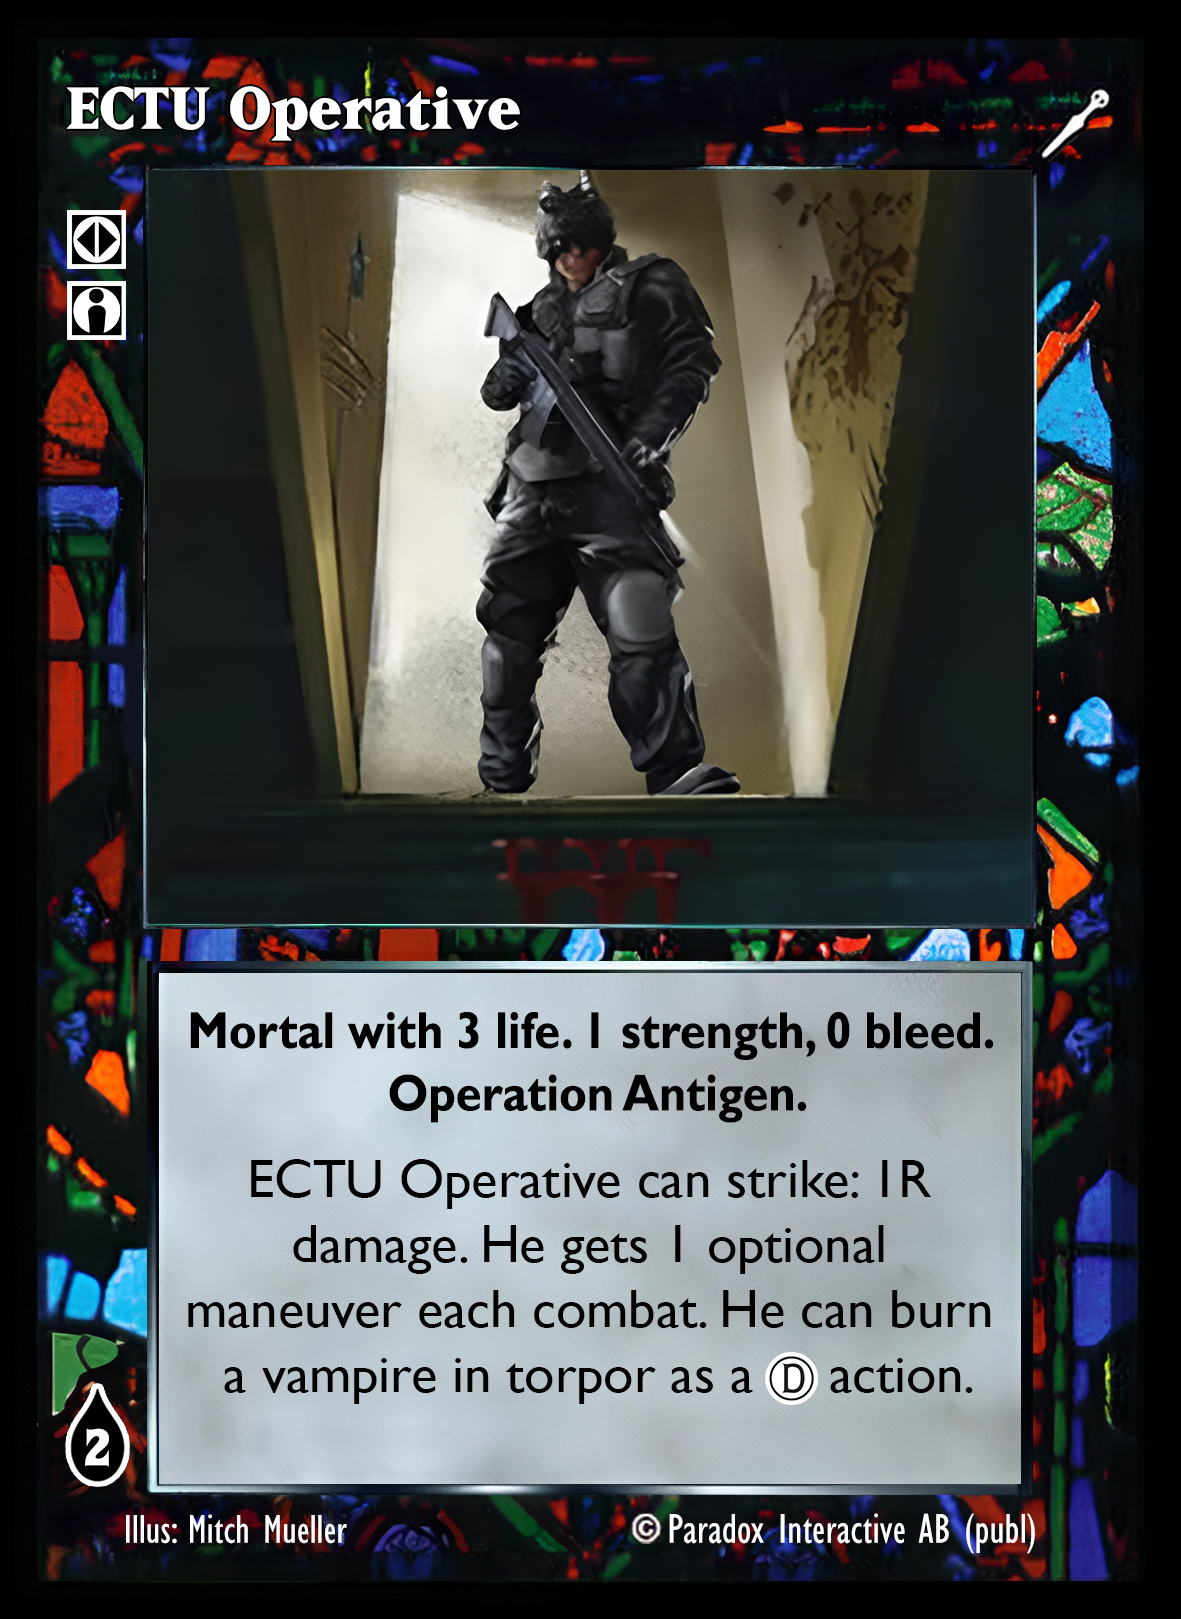 ECTU Operative
Mortal with 3 life. 1 strength, 0 bleed.
Operation Antigen.
ECTU Operative can strike: 1R
damage. He gets 1 optional
maneuver each combat. He can burn
a vampire in torpor as a Ⓓ action.
2
Illus: Mitch Mueller
© Paradox Interactive AB (publ)